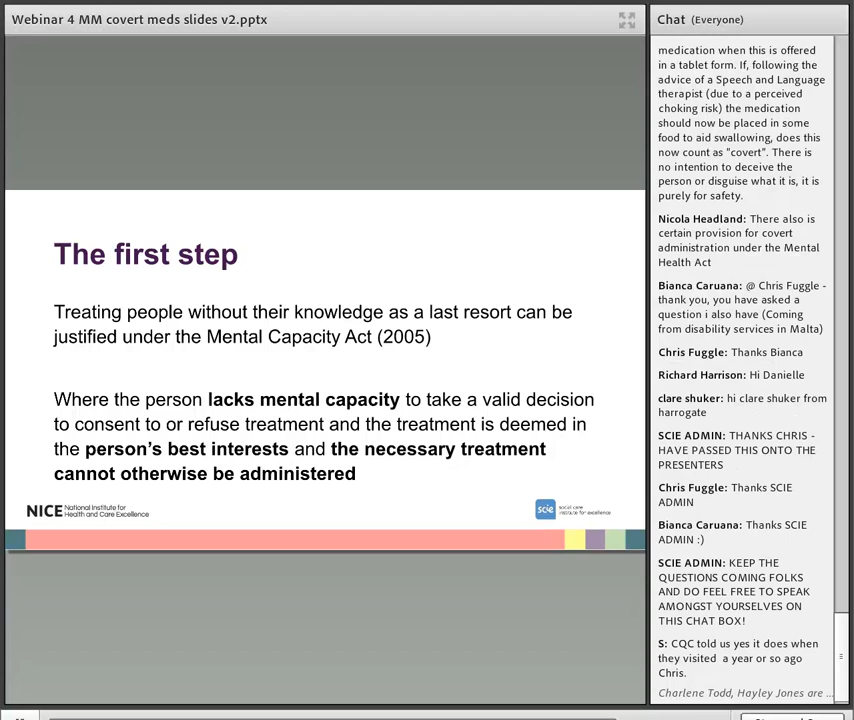 Webinar 4 MM covert meds slides v2.pptx
The first step
Treating people without their knowledge as a last resort can be
justified under the Mental Capacity Act (2005)
Where the person lacks mental capacity to take a valid decision
to consent to or refuse treatment and the treatment is deemed in
the person's best interests and the necessary treatment
cannot otherwise be administered
NICE National Institute for
Health and Care Excellence
scie social care
institute for excellence
Chat (Everyone)
medication when this is offered
in a tablet form. If, following the
advice of a Speech and Language
therapist (due to a perceived
choking risk) the medication
should now be placed in some
food to aid swallowing, does this
now count as "covert". There is
no intention to deceive the
person or disguise what it is, it is
purely for safety.
Nicola Headland: There also is
certain provision for covert
administration under the Mental
Health Act
Bianca Caruana: @ Chris Fuggle -
thank you, you have asked a
question i also have (Coming
from disability services in Malta)
Chris Fuggle: Thanks Bianca
Richard Harrison: Hi Danielle
clare shuker: hi clare shuker from
harrogate
SCIE ADMIN: THANKS CHRIS -
HAVE PASSED THIS ONTO THE
PRESENTERS
Chris Fuggle: Thanks SCIE
ADMIN
Bianca Caruana: Thanks SCIE
ADMIN :)
SCIE ADMIN: KEEP THE
QUESTIONS COMING FOLKS
AND DO FEEL FREE TO SPEAK
AMONGST YOURSELVES ON
THIS CHAT BOX!
S: CQC told us yes it does when
they visited a year or so ago
Chris.
Charlene Todd, Hayley Jones are ...